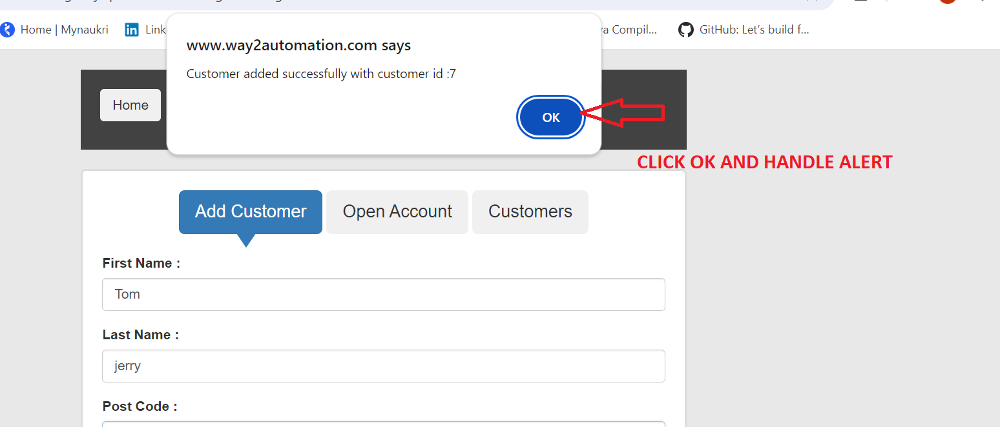 Home | Mynaukri
Link
a Compil...
GitHub: Let's build f...
www.way2automation.com says
Customer added successfully with customer id :7
Home
OK
CLICK OK AND HANDLE ALERT
Add Customer
Open Account
Customers
First Name :
Tom
Last Name :
jerry
Post Code :